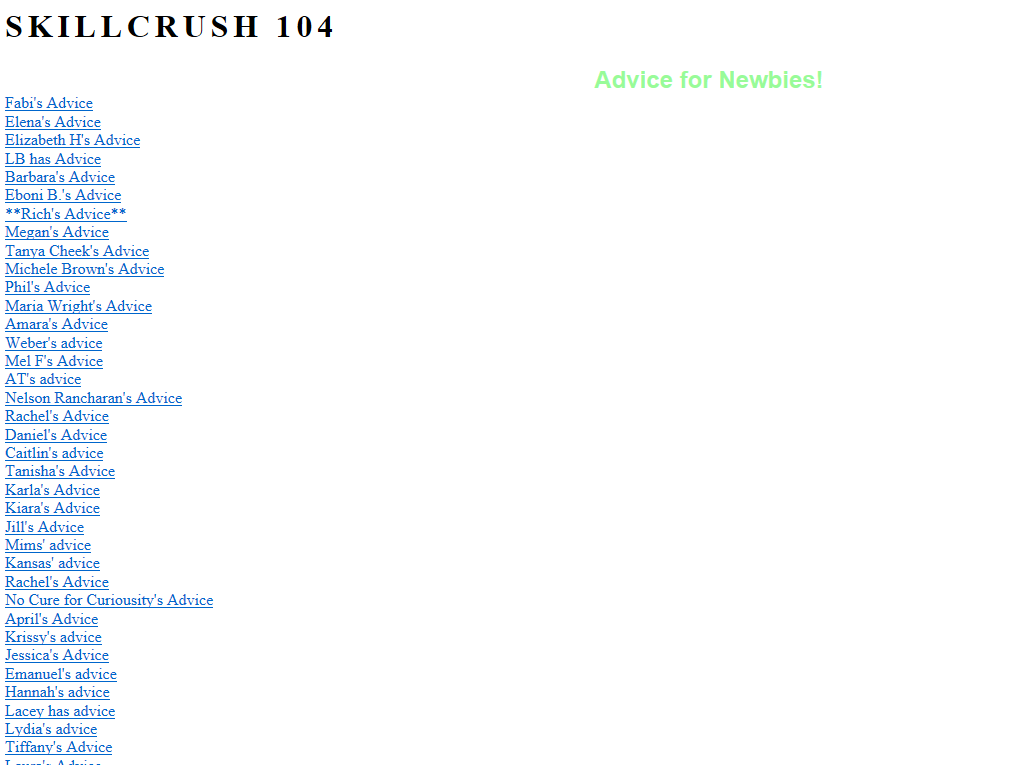 SKILLCRUSH 104
Advice for Newbies!
Fabi's Advice
Elena's Advice
Elizabeth H's Advice
LB has Advice
Barbara's Advice
Eboni B.'s Advice
**Rich's Advice**
Megan's Advice
Tanya Cheek's Advice
Michele Brown's Advice
Phil's Advice
Maria Wright's Advice
Amara's Advice
Weber's advice
Mel F's Advice
AT's advice
Nelson Rancharan's Advice
Rachel's Advice
Daniel's Advice
Caitlin's advice
Tanisha's Advice
Karla's Advice
Kiara's Advice
Jill's Advice
Mims' advice
Kansas' advice
Rachel's Advice
No Cure for Curiousity's Advice
April's Advice
Krissy's advice
Jessica's Advice
Emanuel's advice
Hannah's advice
Lacey has advice
Lydia's advice
Tiffany's Advice